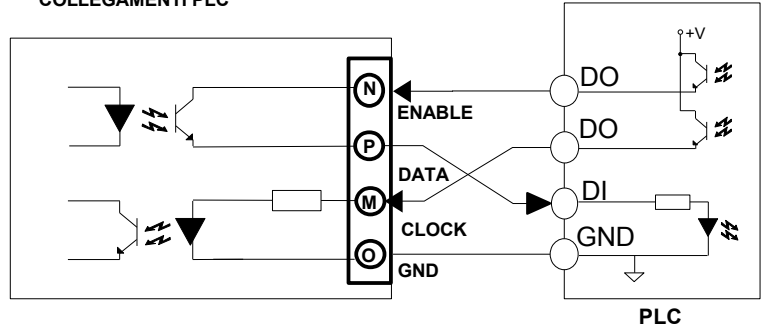 COLLEGAMENTI PLC
+V
N
DO
ENABLE
DO
P
DATA
DI
M
CLOCK
GND
O
GND
PLC